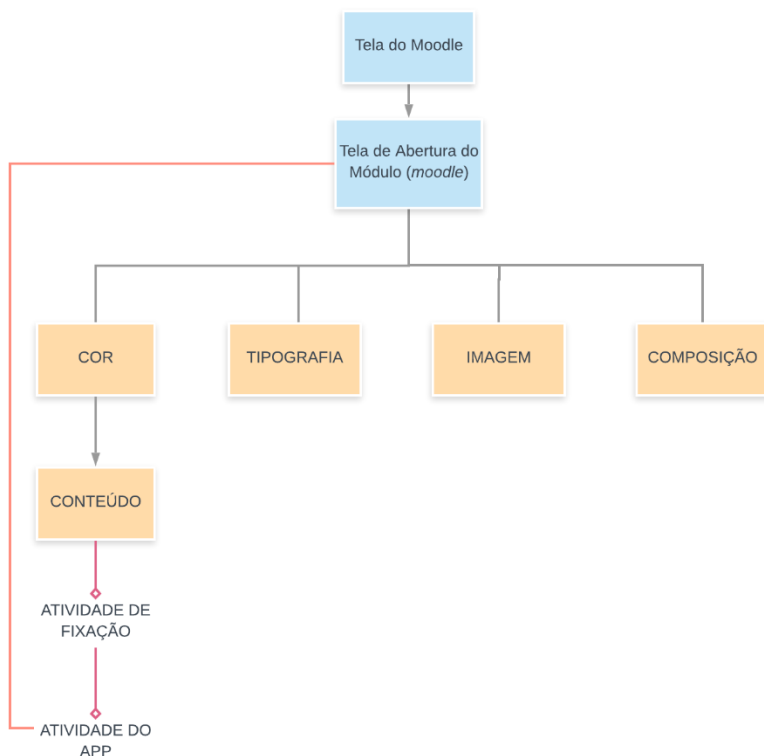 Tela do Moodle
Tela de Abertura do
Módulo (moodle)
COR
TIPOGRAFIA
IMAGEM
COMPOSIÇÃO
CONTEÚDO
ATIVIDADE DE
FIXAÇÃO
ATIVIDADE DO
APP